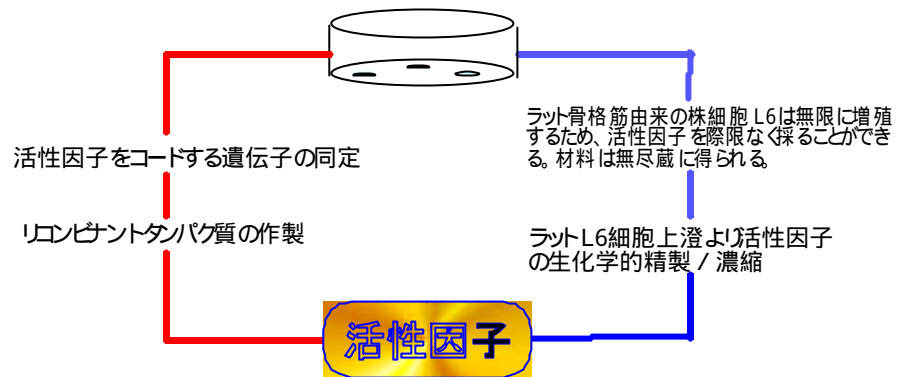 ラット骨格筋由来の株細胞L6は無限に増殖
するため、活性因子を際限なく採ることができ
る。材料は無尽蔵に得られる。
活性因子をコードする遺伝子の同定
リコンビナントタンパク質の作製
ラットL6細胞上澄より活性因子
の生化学的精製／濃縮
活性因子